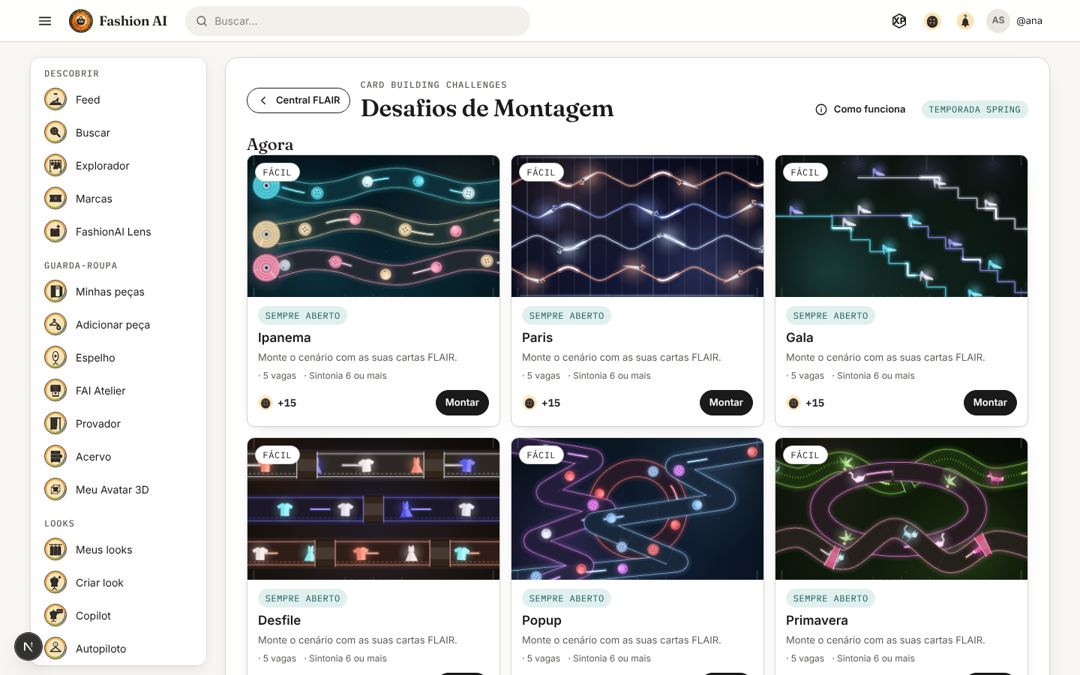 Fashion AI
Buscar...
XP
AS
@ana
DESCOBRIR
Feed
Buscar
Explorador
Marcas
FashionAI Lens
GUARDA-ROUPA
Minhas peças
Adicionar peça
Espelho
FAI Atelier
Provador
Acervo
Meu Avatar 3D
LOOKS
Meus looks
Criar look
Copilot
Autopiloto
N
Central FLAIR
CARD BUILDING CHALLENGES
Desafios de Montagem
Como funciona
TEMPORADA SPRING
Agora
FÁCIL
SEMPRE ABERTO
Ipanema
Monte o cenário com as suas cartas FLAIR.
· 5 vagas · Sintonia 6 ou mais
+15
Montar
FÁCIL
SEMPRE ABERTO
Paris
Monte o cenário com as suas cartas FLAIR.
· 5 vagas · Sintonia 6 ou mais
+15
Montar
FÁCIL
SEMPRE ABERTO
Gala
Monte o cenário com as suas cartas FLAIR.
· 5 vagas · Sintonia 6 ou mais
+15
Montar
FÁCIL
SEMPRE ABERTO
Desfile
Monte o cenário com as suas cartas FLAIR.
· 5 vagas · Sintonia 6 ou mais
FÁCIL
SEMPRE ABERTO
Popup
Monte o cenário com as suas cartas FLAIR.
· 5 vagas · Sintonia 6 ou mais
FÁCIL
SEMPRE ABERTO
Primavera
Monte o cenário com as suas cartas FLAIR.
· 5 vagas · Sintonia 6 ou mais